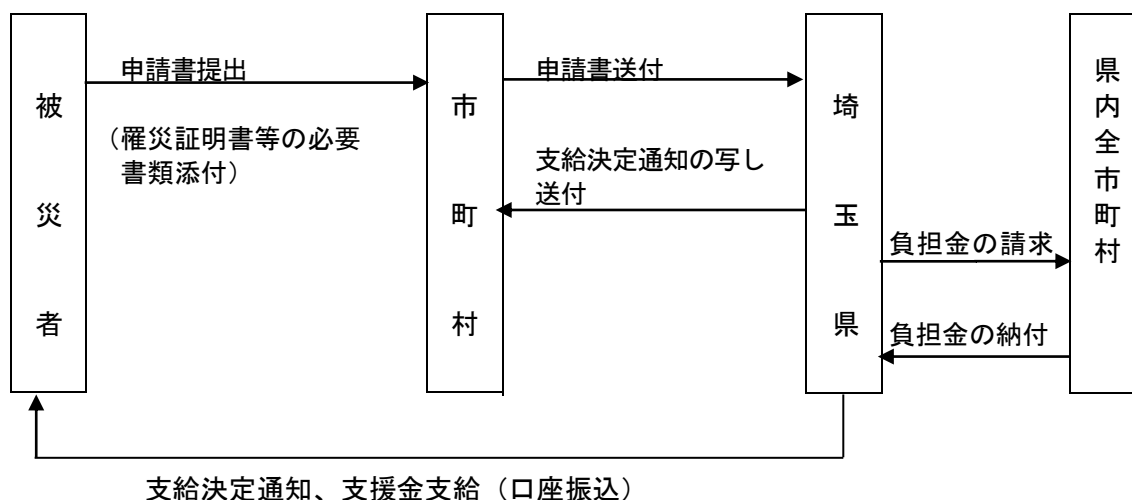 被災者
申請書提出
（罹災証明書等の必要
書類添付）
市町村
申請書送付
支給決定通知の写し
送付
埼玉県
負担金の請求
負担金の納付
県内全市町村
支給決定通知、支援金支給（口座振込）